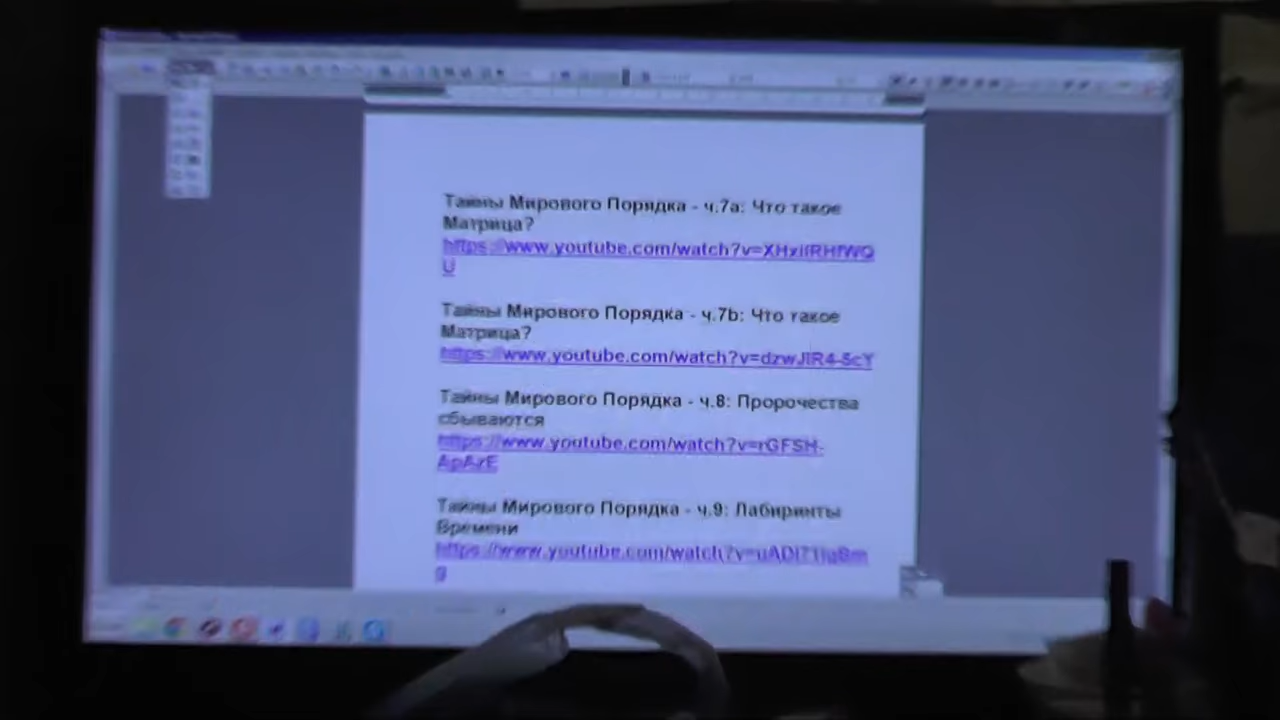 Тайны Мирового Порядка - ч.7а: Что такое
Матрица?
https://www.youtube.com/watch?v=
U
Тайны Мирового Порядка - ч.7b: Что такое
Матрица?
https://www.youtube.com/watch?v=dzwJIR4-5cY
Тайны Мирового Порядка - ч.8: Пророчества
сбываются
https://www.youtube.com/watch?v=rGFSH-
ApArE
Тайны Мирового Порядка - ч.9: Лабиринты
Времени
https://www.youtube.com/watch?v=
g